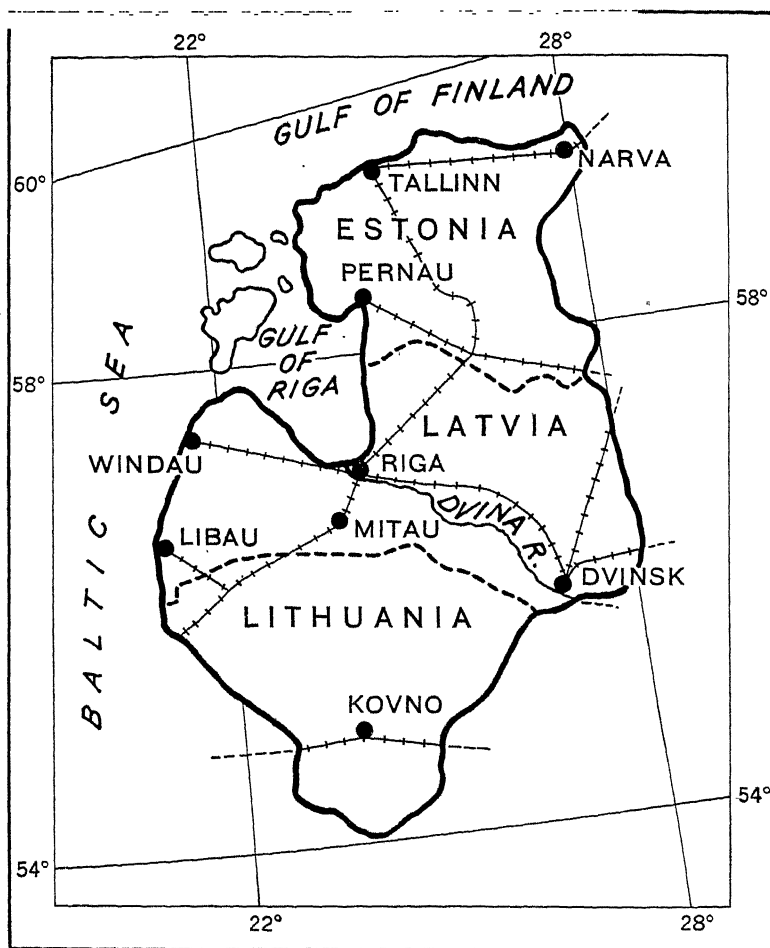 22°
28°
GULF OF FINLAND
60°
NARVA
TALLINN
ESTONIA
PERNAU
58°
GULF
OF
RIGA
58°
BALTIC SEA
LATVIA
WINDAU
RIGA
DVINA R.
LIBAU
MITAU
DVINSK
LITHUANIA
KOVNO
54°
54°
22°
28°